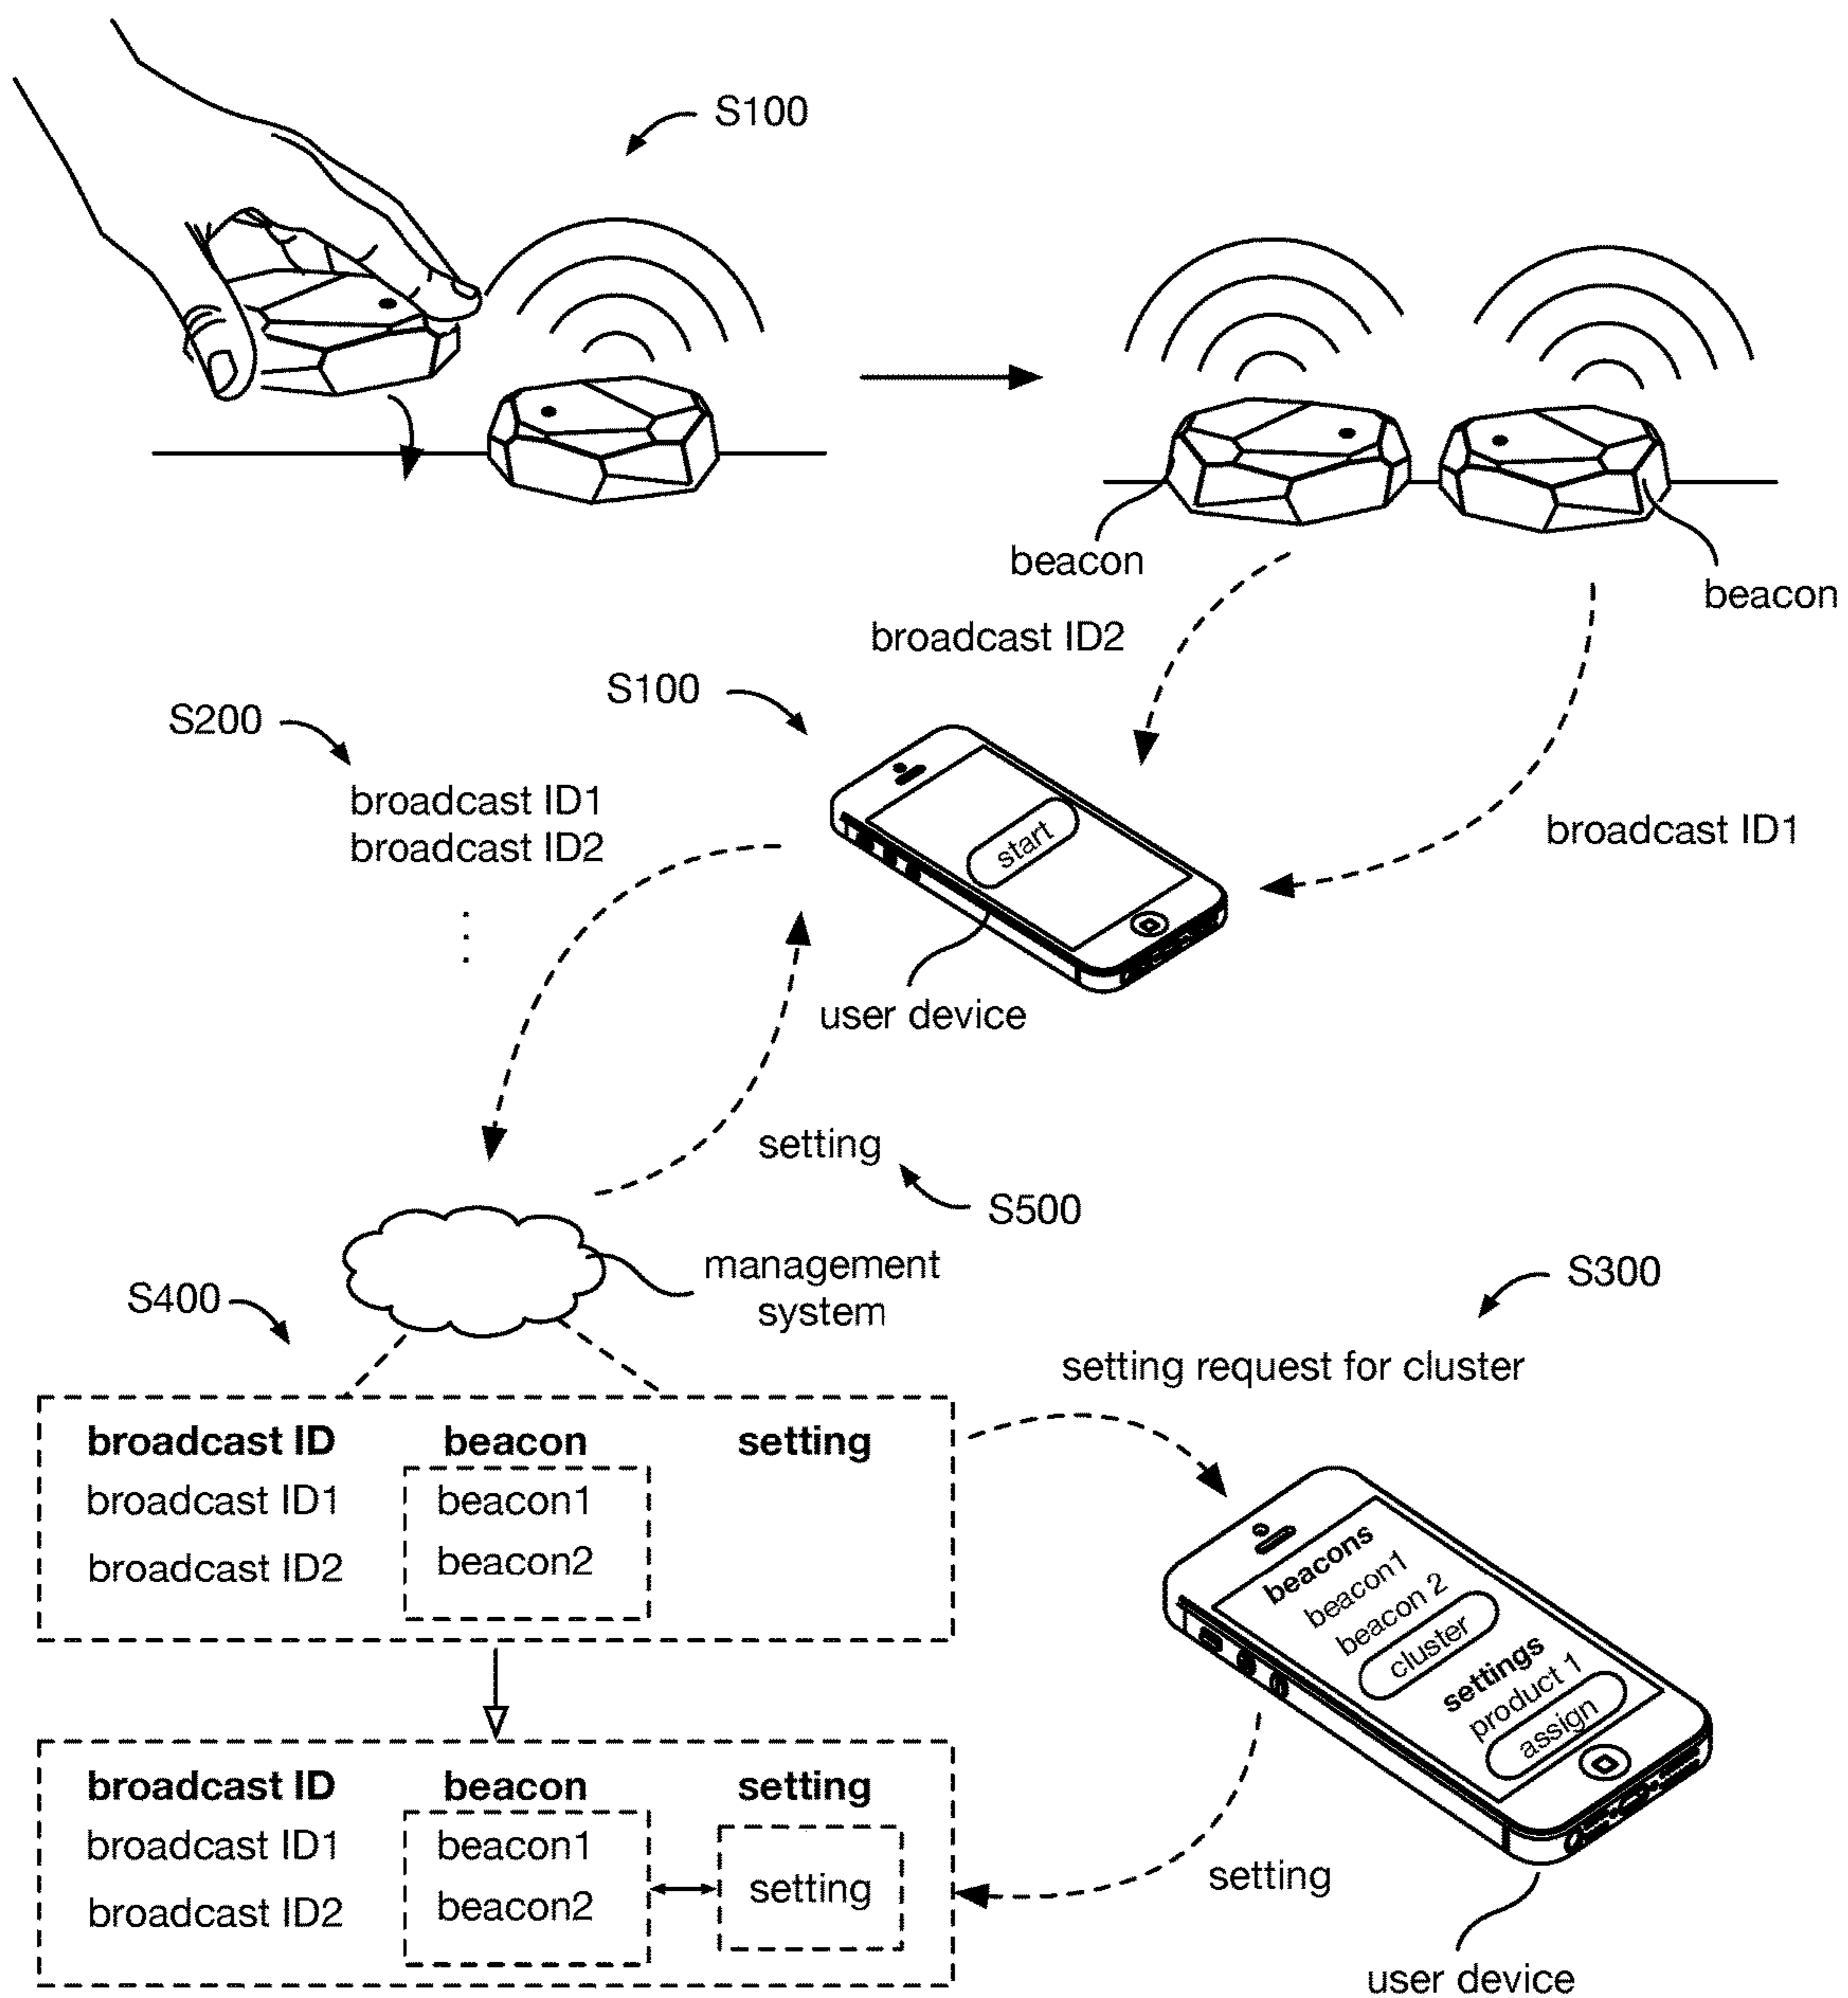 S100
beacon
beacon
broadcast ID2
S100
S200
broadcast ID1
broadcast ID2
start
broadcast ID1
user device
setting
S500
management
system
S400
S300
setting request for cluster
broadcast ID beacon setting
broadcast ID1 beacon1
broadcast ID2 beacon2
beacons
beacon1
beacon 2
cluster
settings
product 1
assign
broadcast ID beacon setting
broadcast ID1 beacon1
setting
broadcast ID2 beacon2
setting
user device